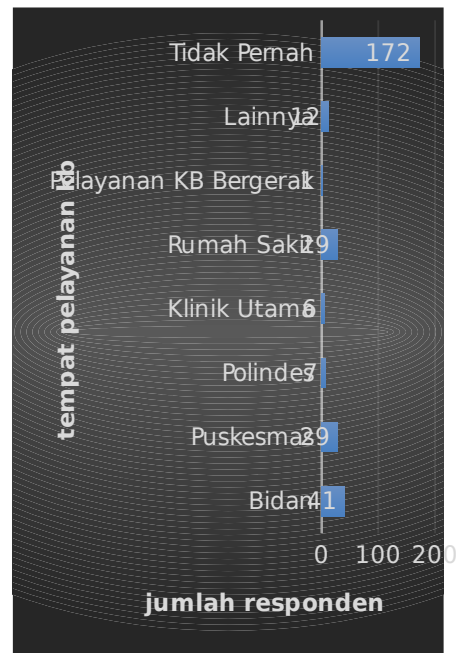 Tidak Pernah 172
Lainnya 12
Pelayanan KB Bergerak 1
Rumah Sakit 29
Klinik Utama 6
Polindes 7
Puskesmas 29
Bidan 41
0 100 200
jumlah responden
tempat pelayanan kb